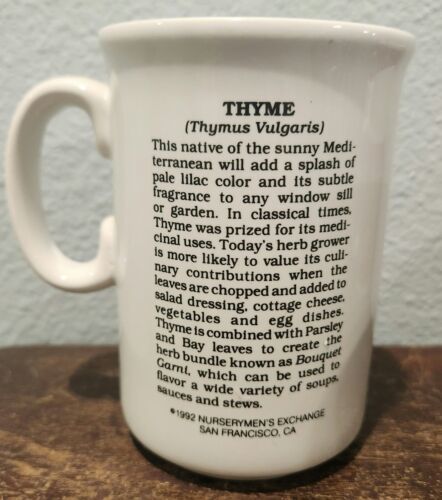 THYME
(Thymus Vulgaris)
This native of the sunny Medi-
terranean will add a splash of
pale lilac color and its subtle
fragrance to any window sill
or garden. In classical times,
Thyme was prized for its medi-
cinal uses. Today's herb grower
is more likely to value its culi-
nary contributions when the
leaves are chopped and added to
salad dressing, cottage cheese,
vegetables and egg dishes.
Thyme is combined with Parsley
and Bay leaves to create the
herb bundle known as Bouquet
Garni, which can be used to
flavor a wide variety of soups,
sauces and stews.
©1992 NURSERYMEN'S EXCHANGE
SAN FRANCISCO, CA